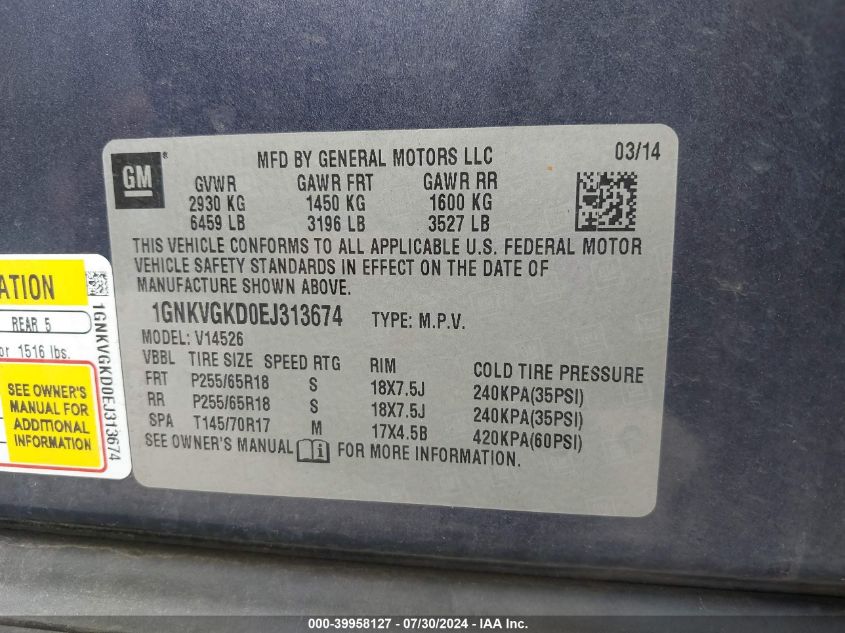 GM
®
MFD BY GENERAL MOTORS LLC
03/14
GVWR GAWR FRT GAWR RR
2930 KG 1450 KG 1600 KG
6459 LB 3196 LB 3527 LB
THIS VEHICLE CONFORMS TO ALL APPLICABLE U.S. FEDERAL MOTOR
VEHICLE SAFETY STANDARDS IN EFFECT ON THE DATE OF
MANUFACTURE SHOWN ABOVE.
1GNKVGKD0EJ313674 TYPE: M.P.V.
MODEL: V14526
VBBL TIRE SIZE SPEED RTG RIM COLD TIRE PRESSURE
FRT P255/65R18 S 18X7.5J 240KPA(35PSI)
RR P255/65R18 S 18X7.5J 240KPA(35PSI)
SPA T145/70R17 M 17X4.5B 420KPA(60PSI)
SEE OWNER'S MANUAL FOR MORE INFORMATION.
REAR 5
1516 lbs.
SEE OWNER'S
MANUAL FOR
ADDITIONAL
INFORMATION
1GNKVGKD0EJ313674
000-39958127 - 07/30/2024 - IAA Inc.